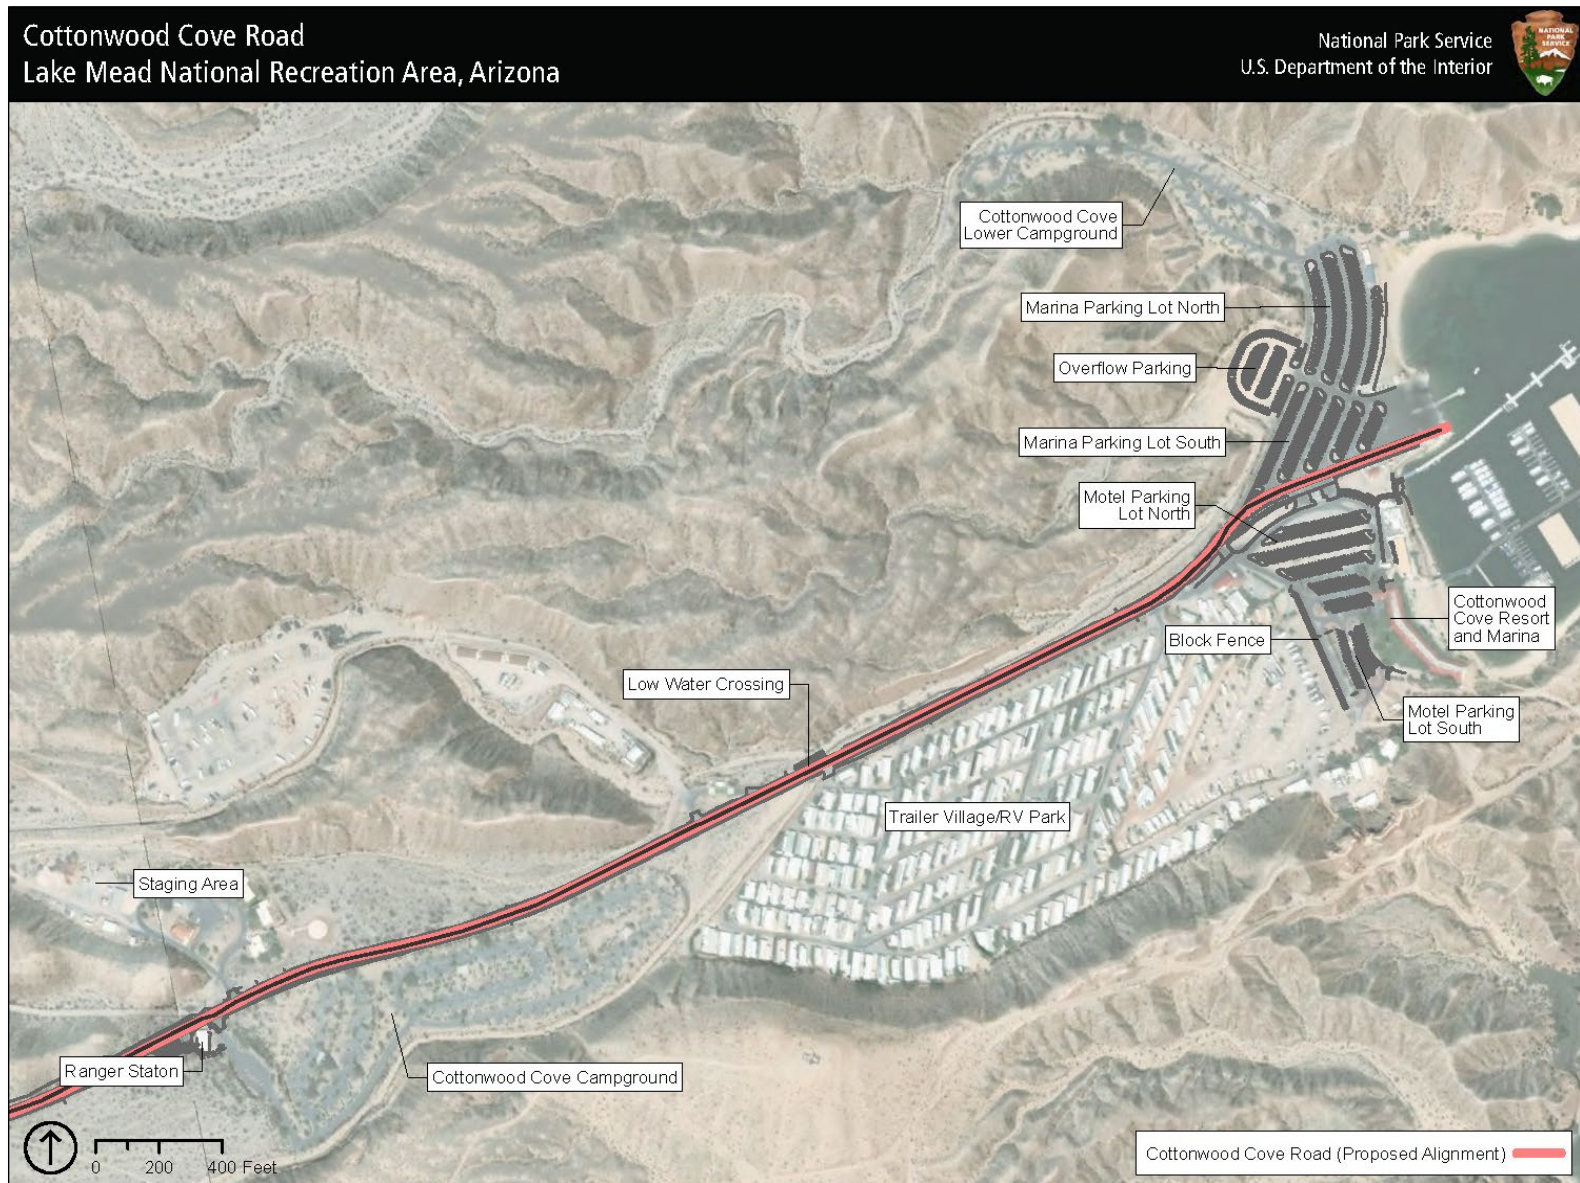 Cottonwood Cove Road
Lake Mead National Recreation Area, Arizona
National Park Service
U.S. Department of the Interior
NATIONAL
PARK
SERVICE
Cottonwood Cove
Lower Campground
Marina Parking Lot North
Overflow Parking
Marina Parking Lot South
Motel Parking
Lot North
Cottonwood
Cove Resort
and Marina
Block Fence
Low Water Crossing
Motel Parking
Lot South
Trailer Village/RV Park
Staging Area
Ranger Staton
Cottonwood Cove Campground
0 200 400 Feet
Cottonwood Cove Road (Proposed Alignment)